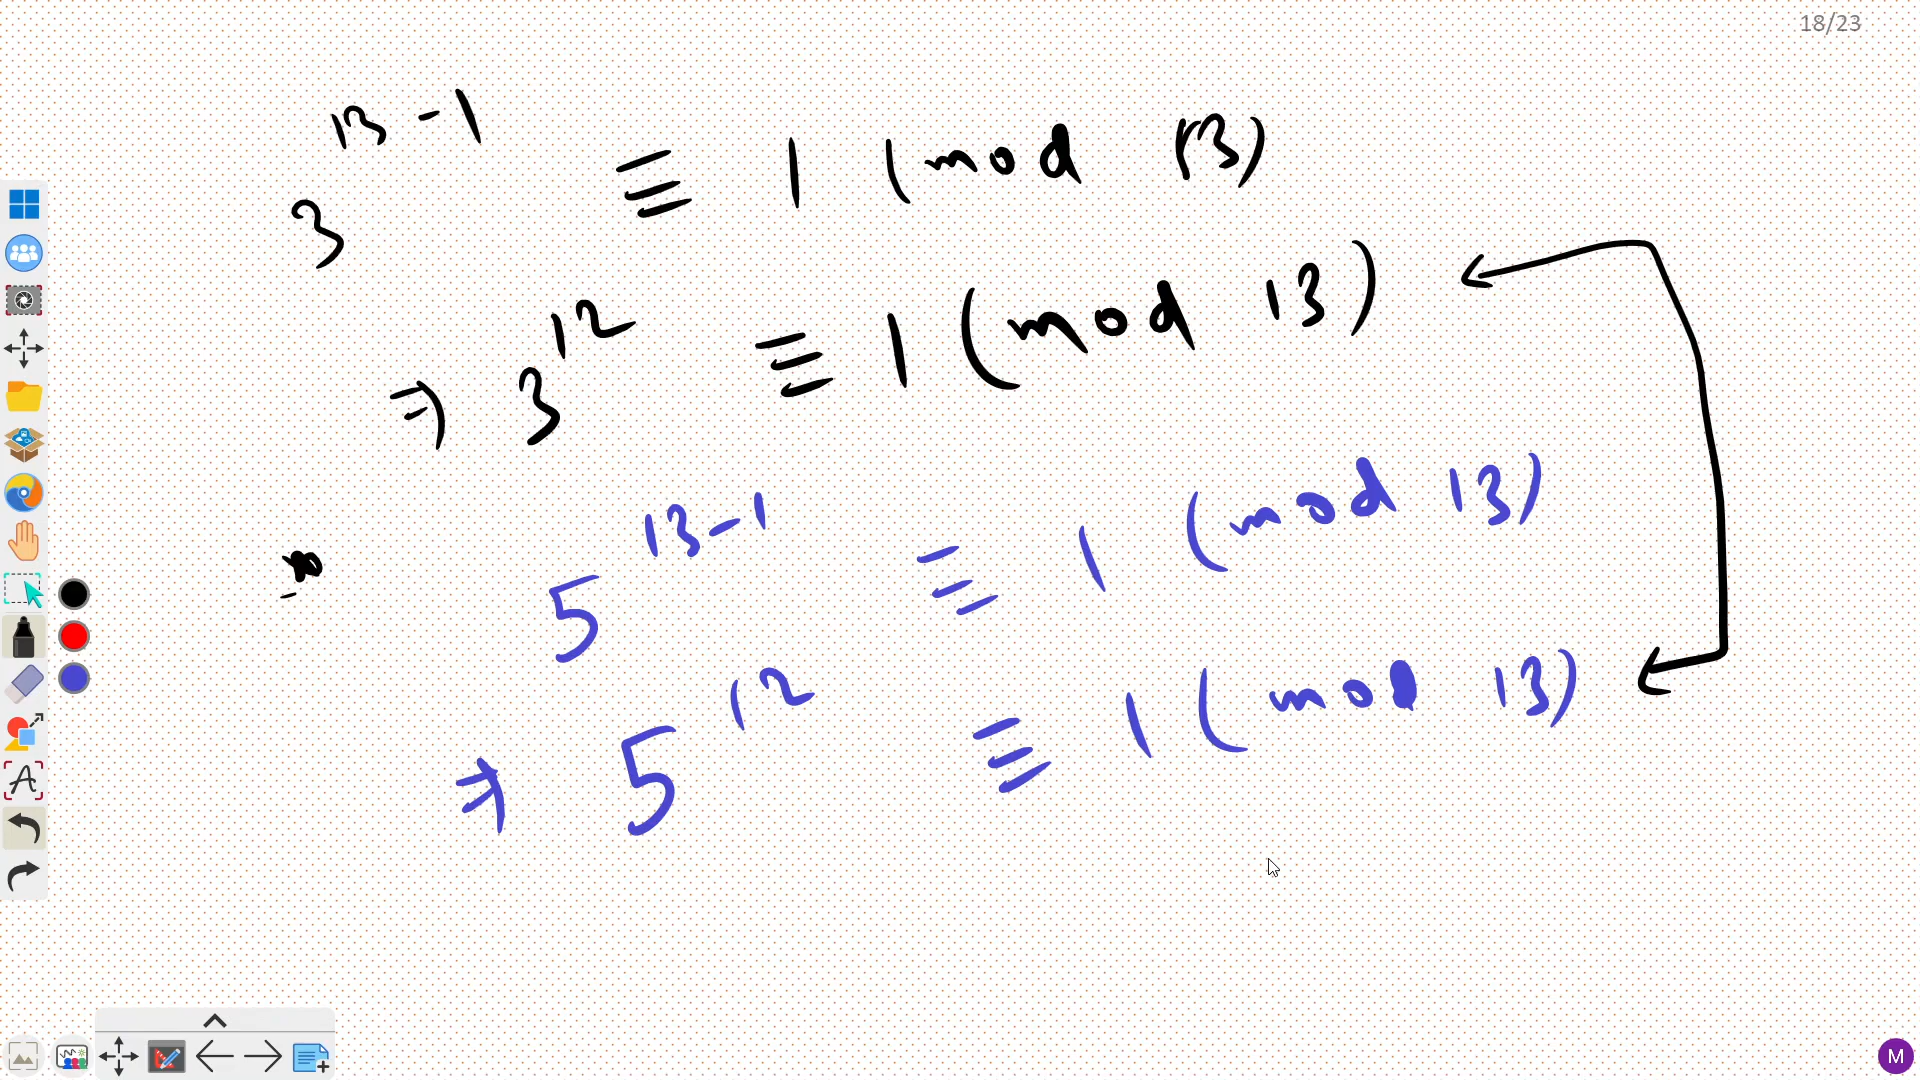 18/23
3^{13-1} ≡ 1 (mod 13)
⇒ 3^{12} ≡ 1 (mod 13)
5^{13-1} ≡ 1 (mod 13)
⇒ 5^{12} ≡ 1 (mod 13)
M